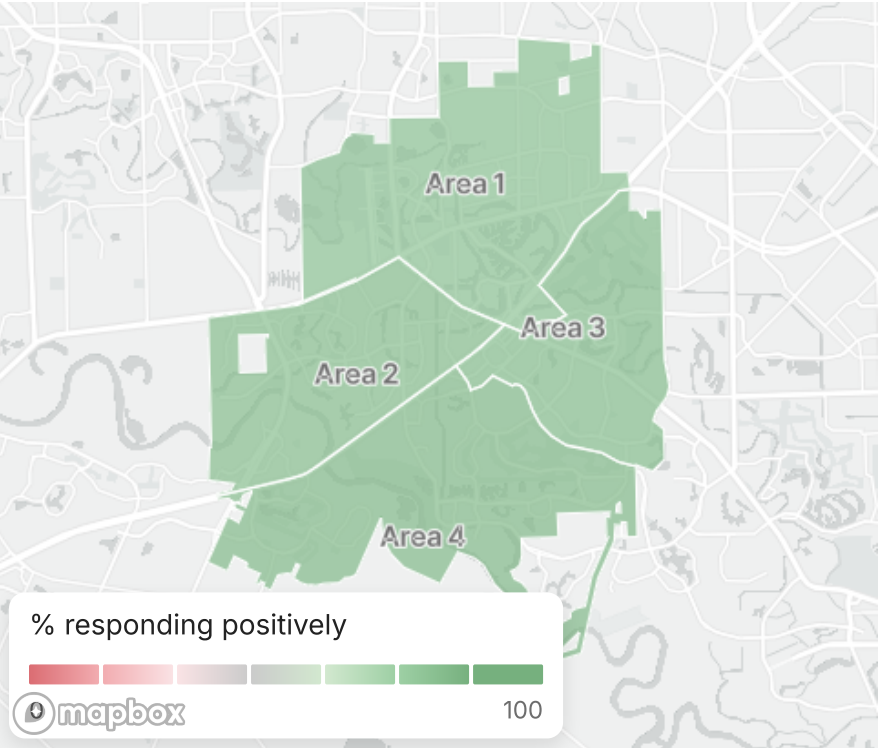 Area 1
Area 3
Area 2
Area 4
% responding positively
0
100
mapbox